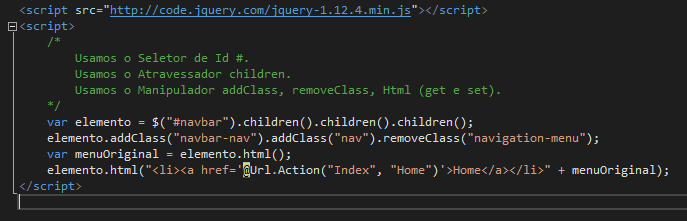 <script src="http://code.jquery.com/jquery-1.12.4.min.js"></script>
<script>
/*
Usamos o Seletor de Id #.
Usamos o Atravessador children.
Usamos o Manipulador addClass, removeClass, Html (get e set).
*/
var elemento = $("#navbar").children().children().children();
elemento.addClass("navbar-nav").addClass("nav").removeClass("navigation-menu");
var menuOriginal = elemento.html();
elemento.html("<li><a href='@Url.Action("Index", "Home")'>Home</a></li>" + menuOriginal);
</script>